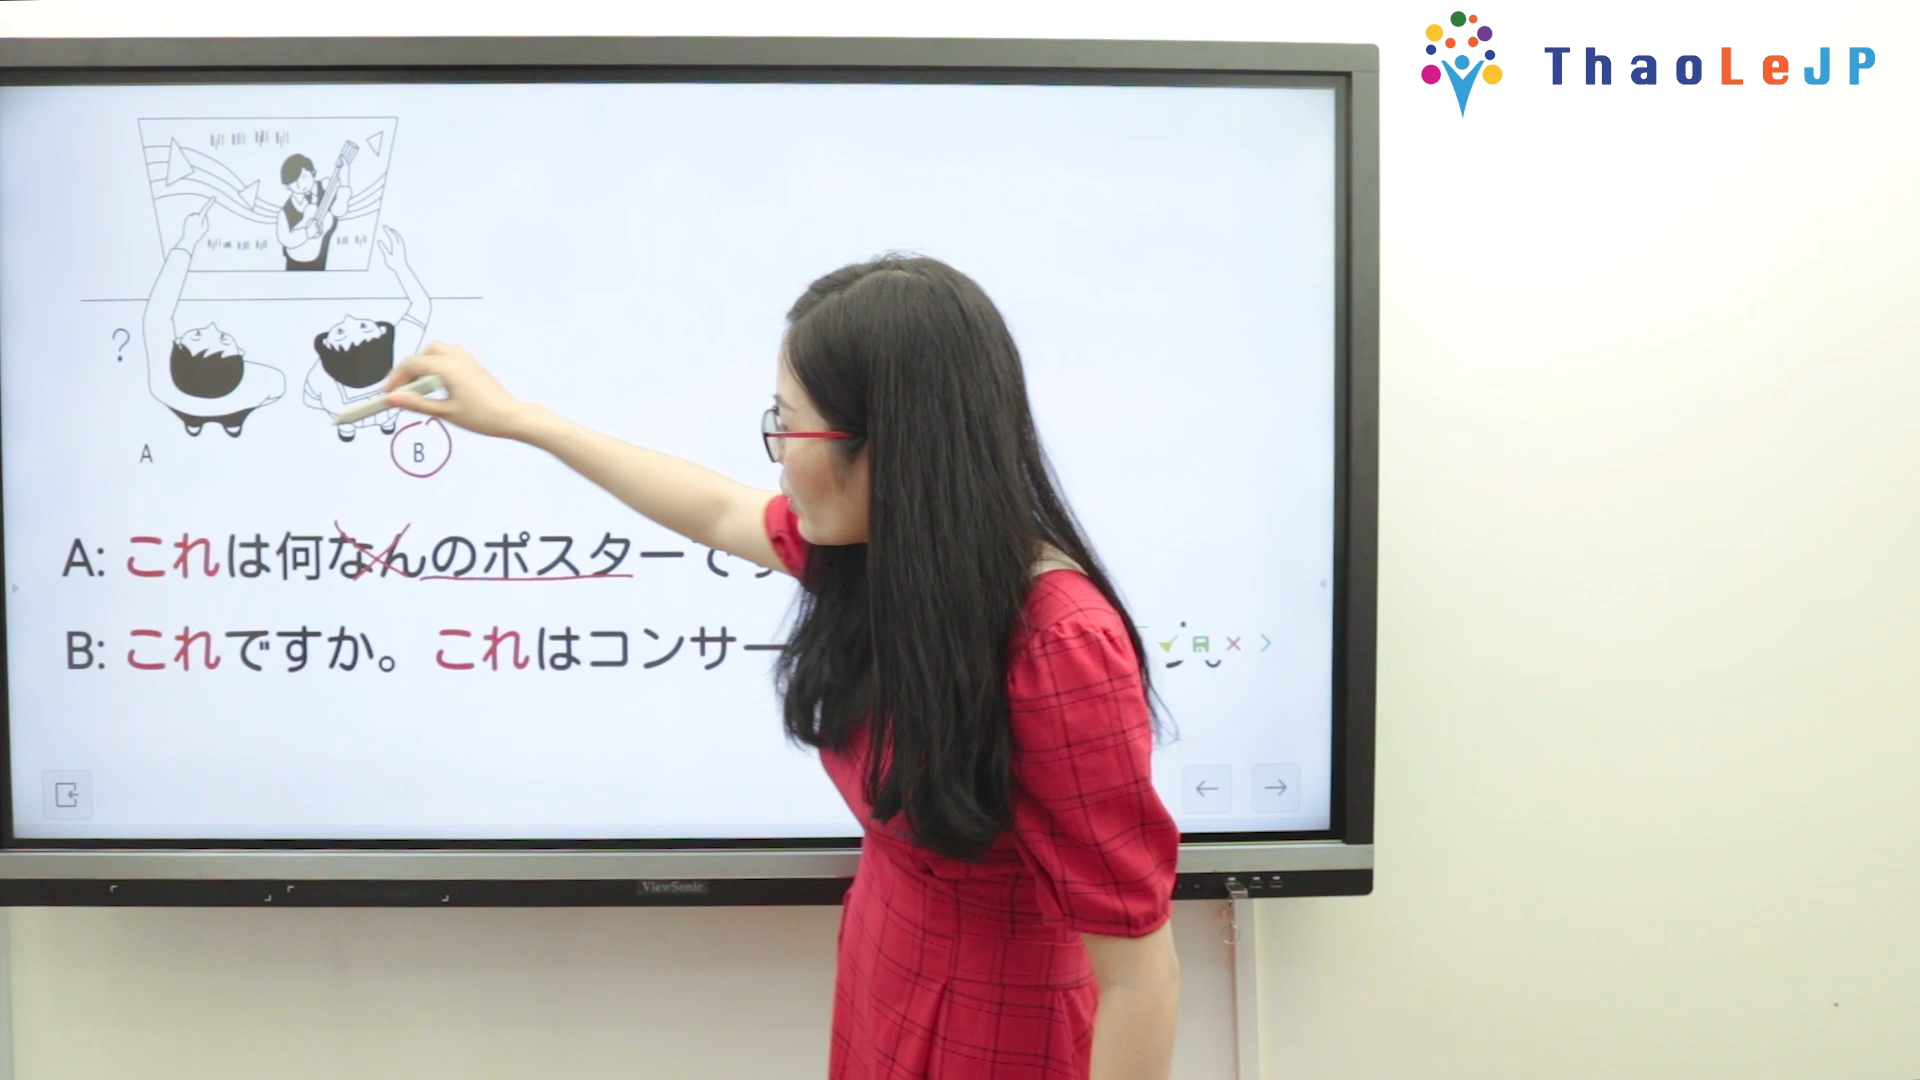 ThaoLeJP
?
A
B
A: これは何なんのポスターで
B: これですか。これはコンサー
ViewSonic